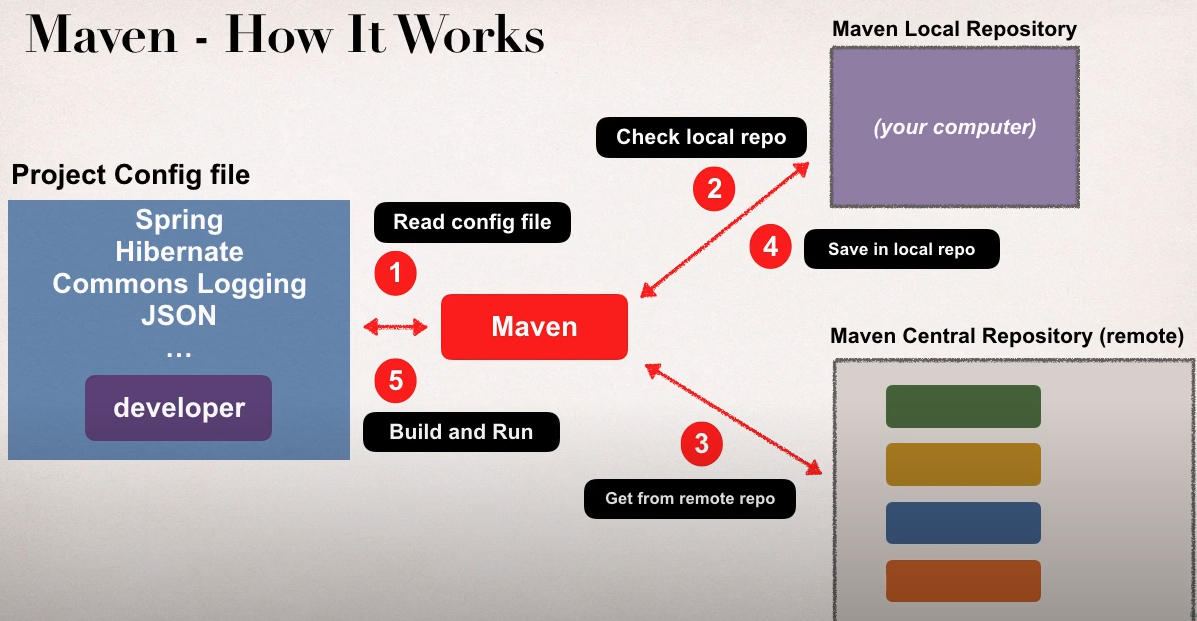 Maven - How It Works
Maven Local Repository
(your computer)
Check local repo
2
4
Save in local repo
Project Config file
Spring
Hibernate
Commons Logging
JSON
...
developer
Read config file
1
Maven
5
Build and Run
Maven Central Repository (remote)
3
Get from remote repo